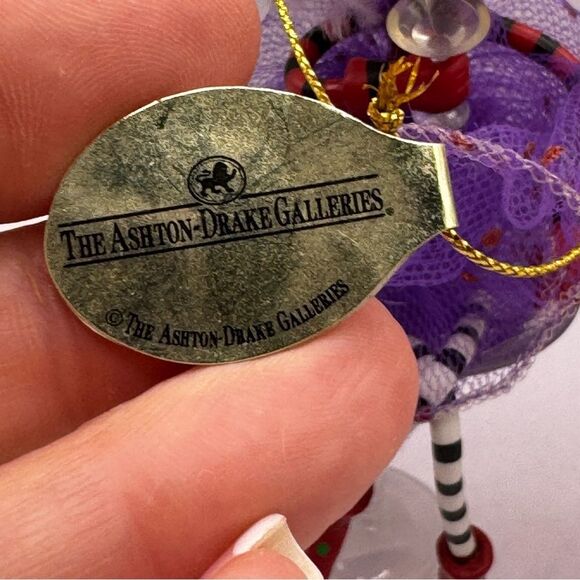 THE ASHTON-DRAKE GALLERIES®
© THE ASHTON-DRAKE GALLERIES